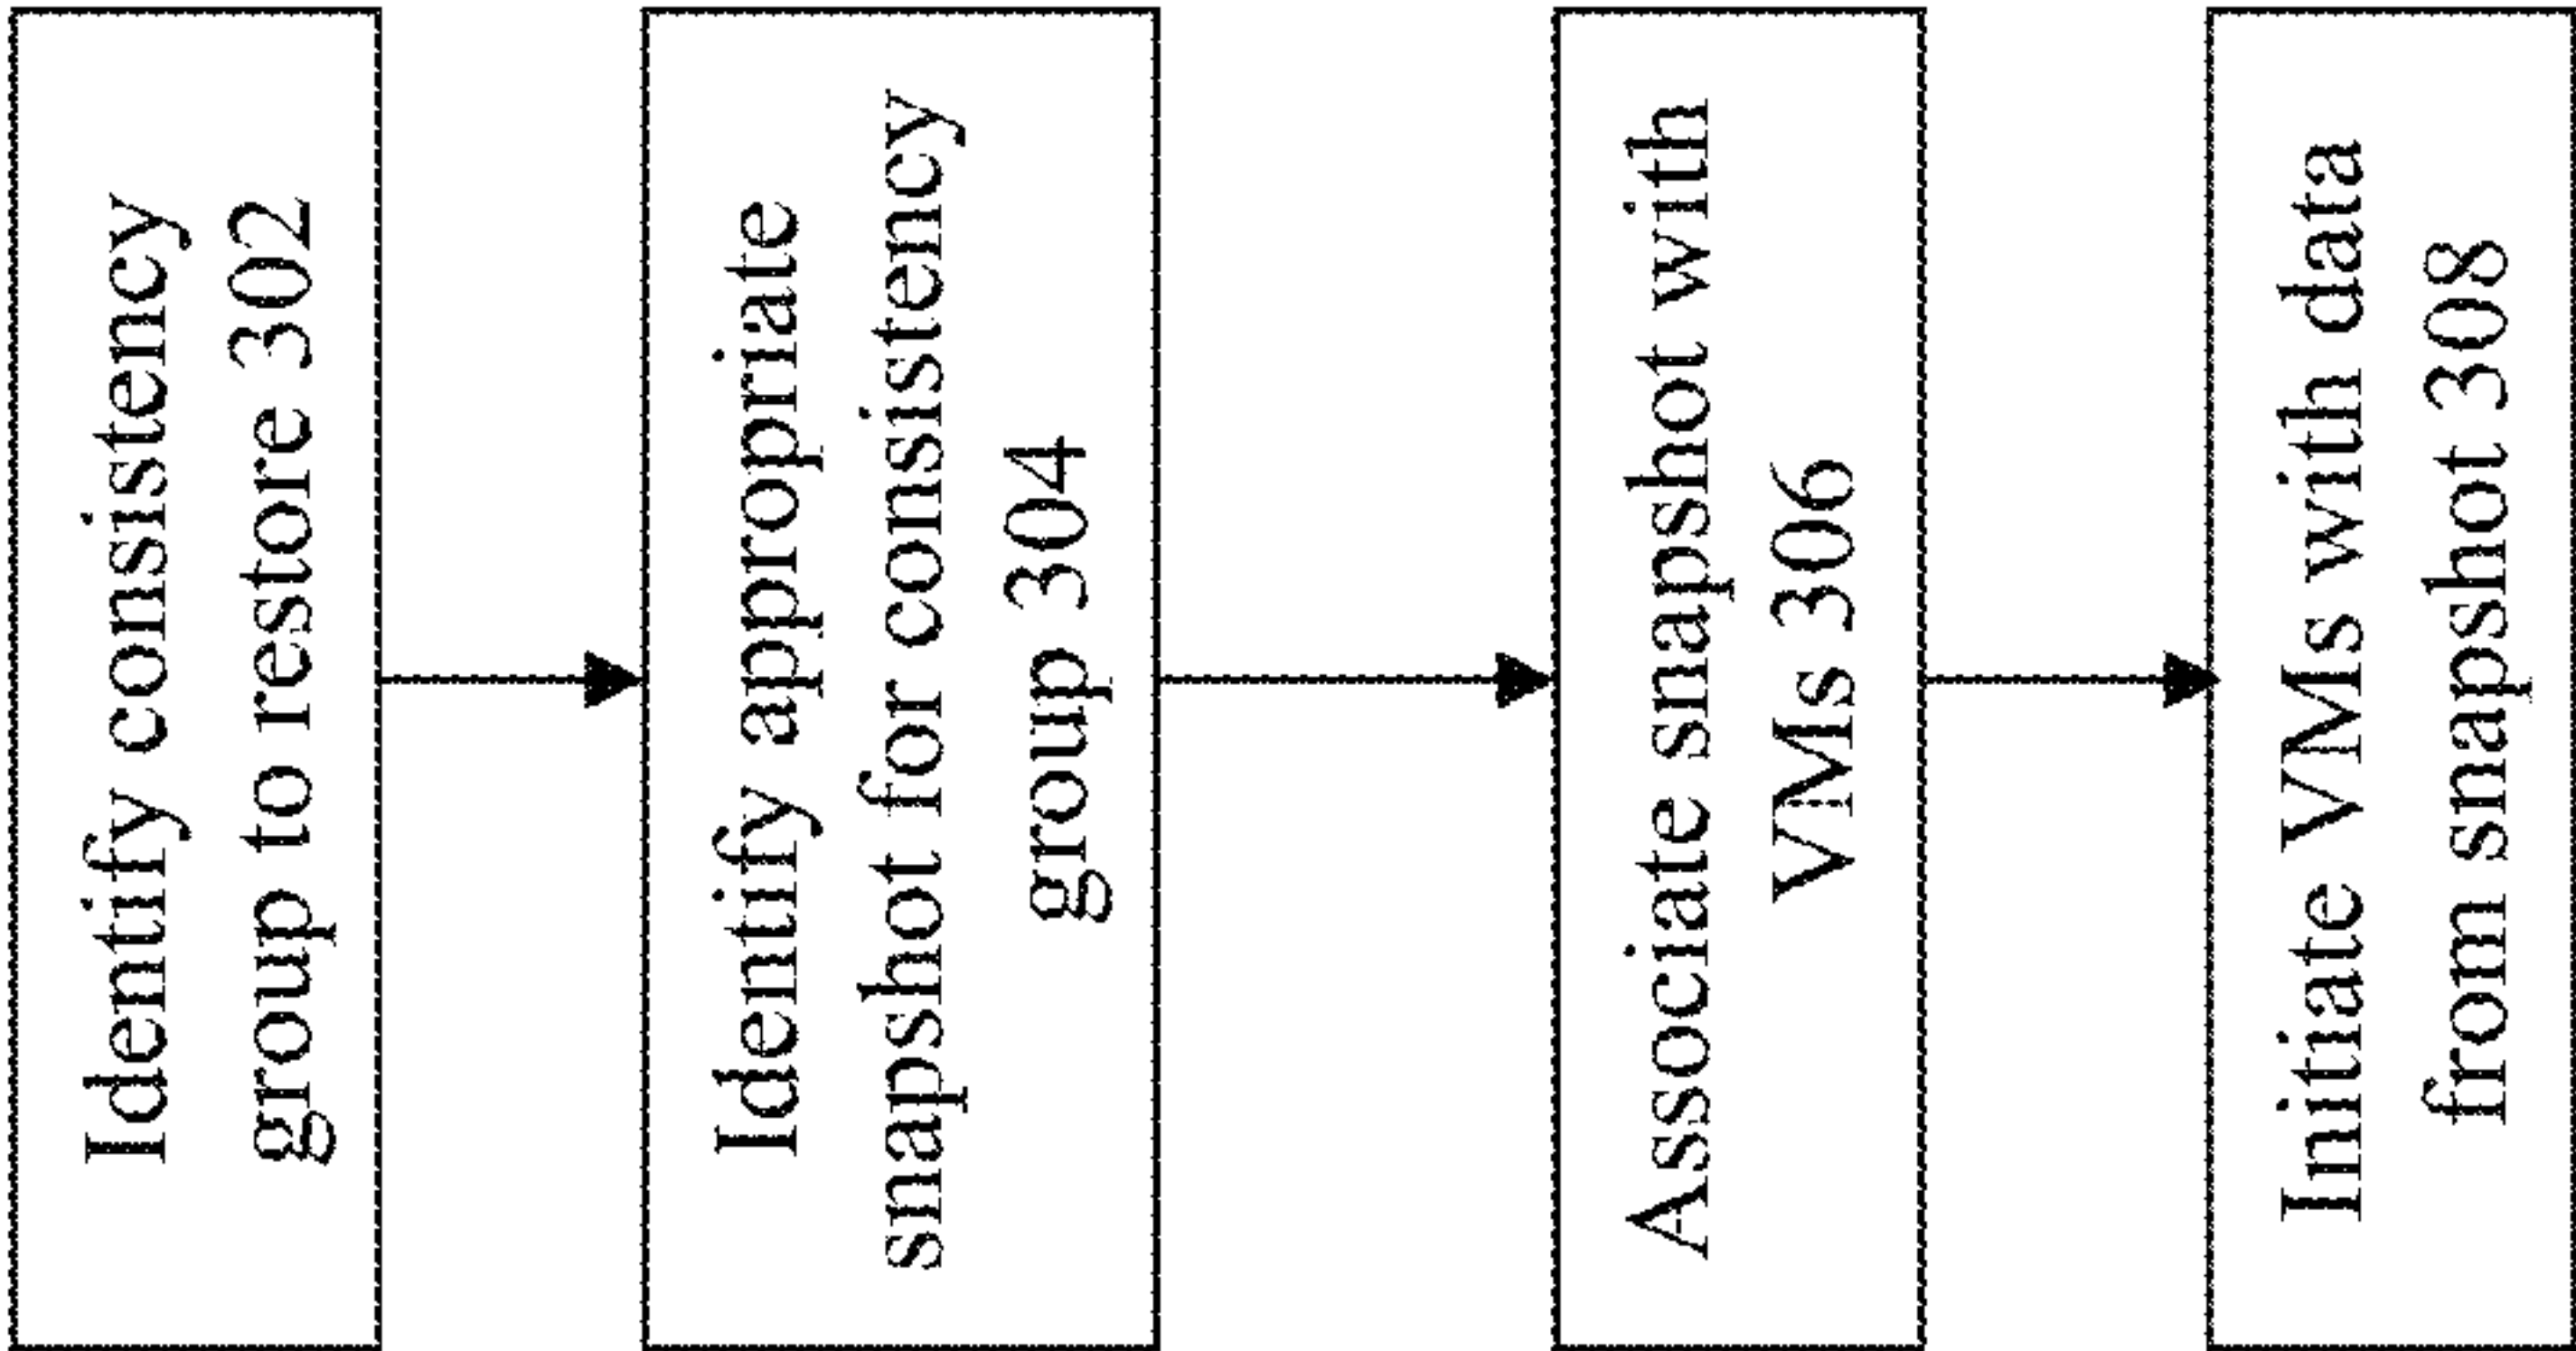 Identify consistency
group to restore 302
Identify appropriate
snapshot for consistency
group 304
Associate snapshot with
VMs 306
Initiate VMs with data
from snapshot 308